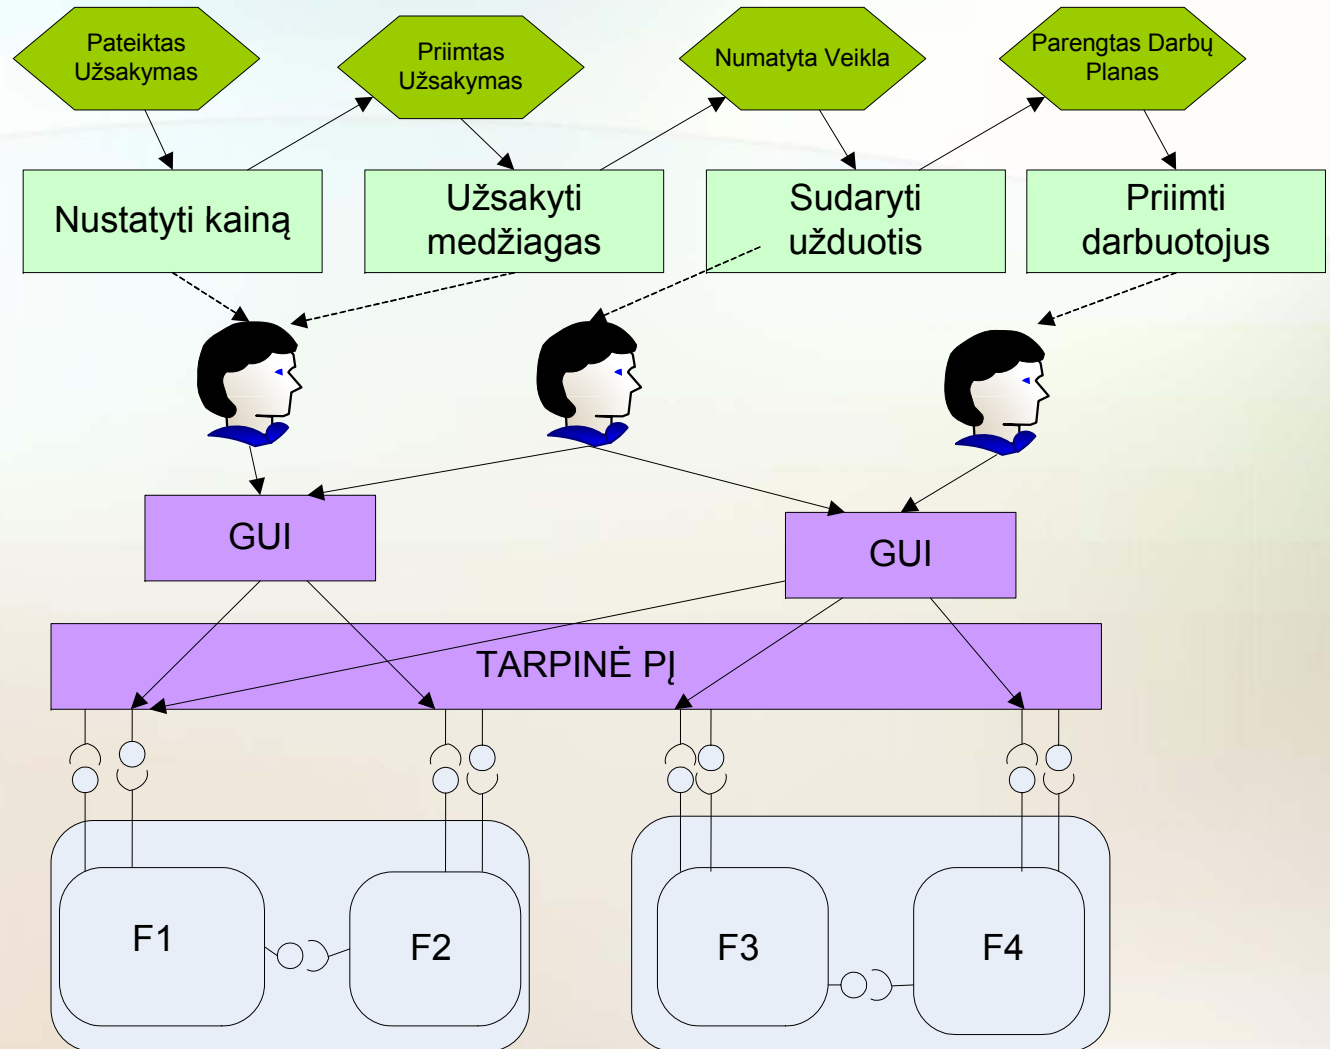 Pateiktas
Užsakymas
Priimtas
Užsakymas
Numatyta Veikla
Parengtas Darbų
Planas
Nustatyti kainą
Užsakyti
medžiagas
Sudaryti
užduotis
Priimti
darbuotojus
GUI
GUI
TARPINĖ PĮ
F1
F2
F3
F4